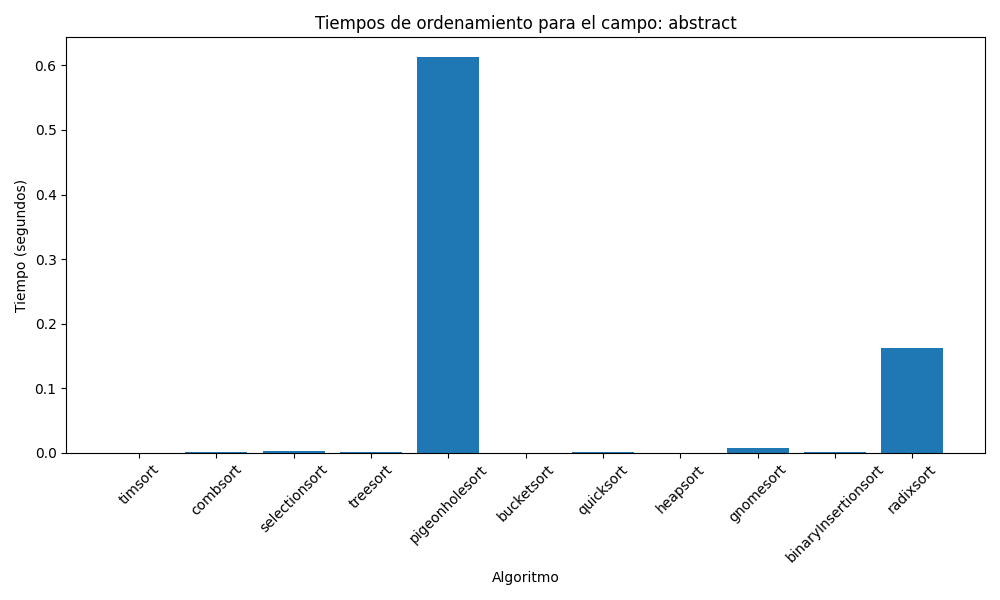 Tiempos de ordenamiento para el campo: abstract
Tiempo (segundos)
0.6
0.5
0.4
0.3
0.2
0.1
0.0
timsort
combsort
selectionsort
treesort
pigeonholesort
bucketsort
quicksort
heapsort
gnomesort
binaryInsertionsort
radixsort
Algoritmo